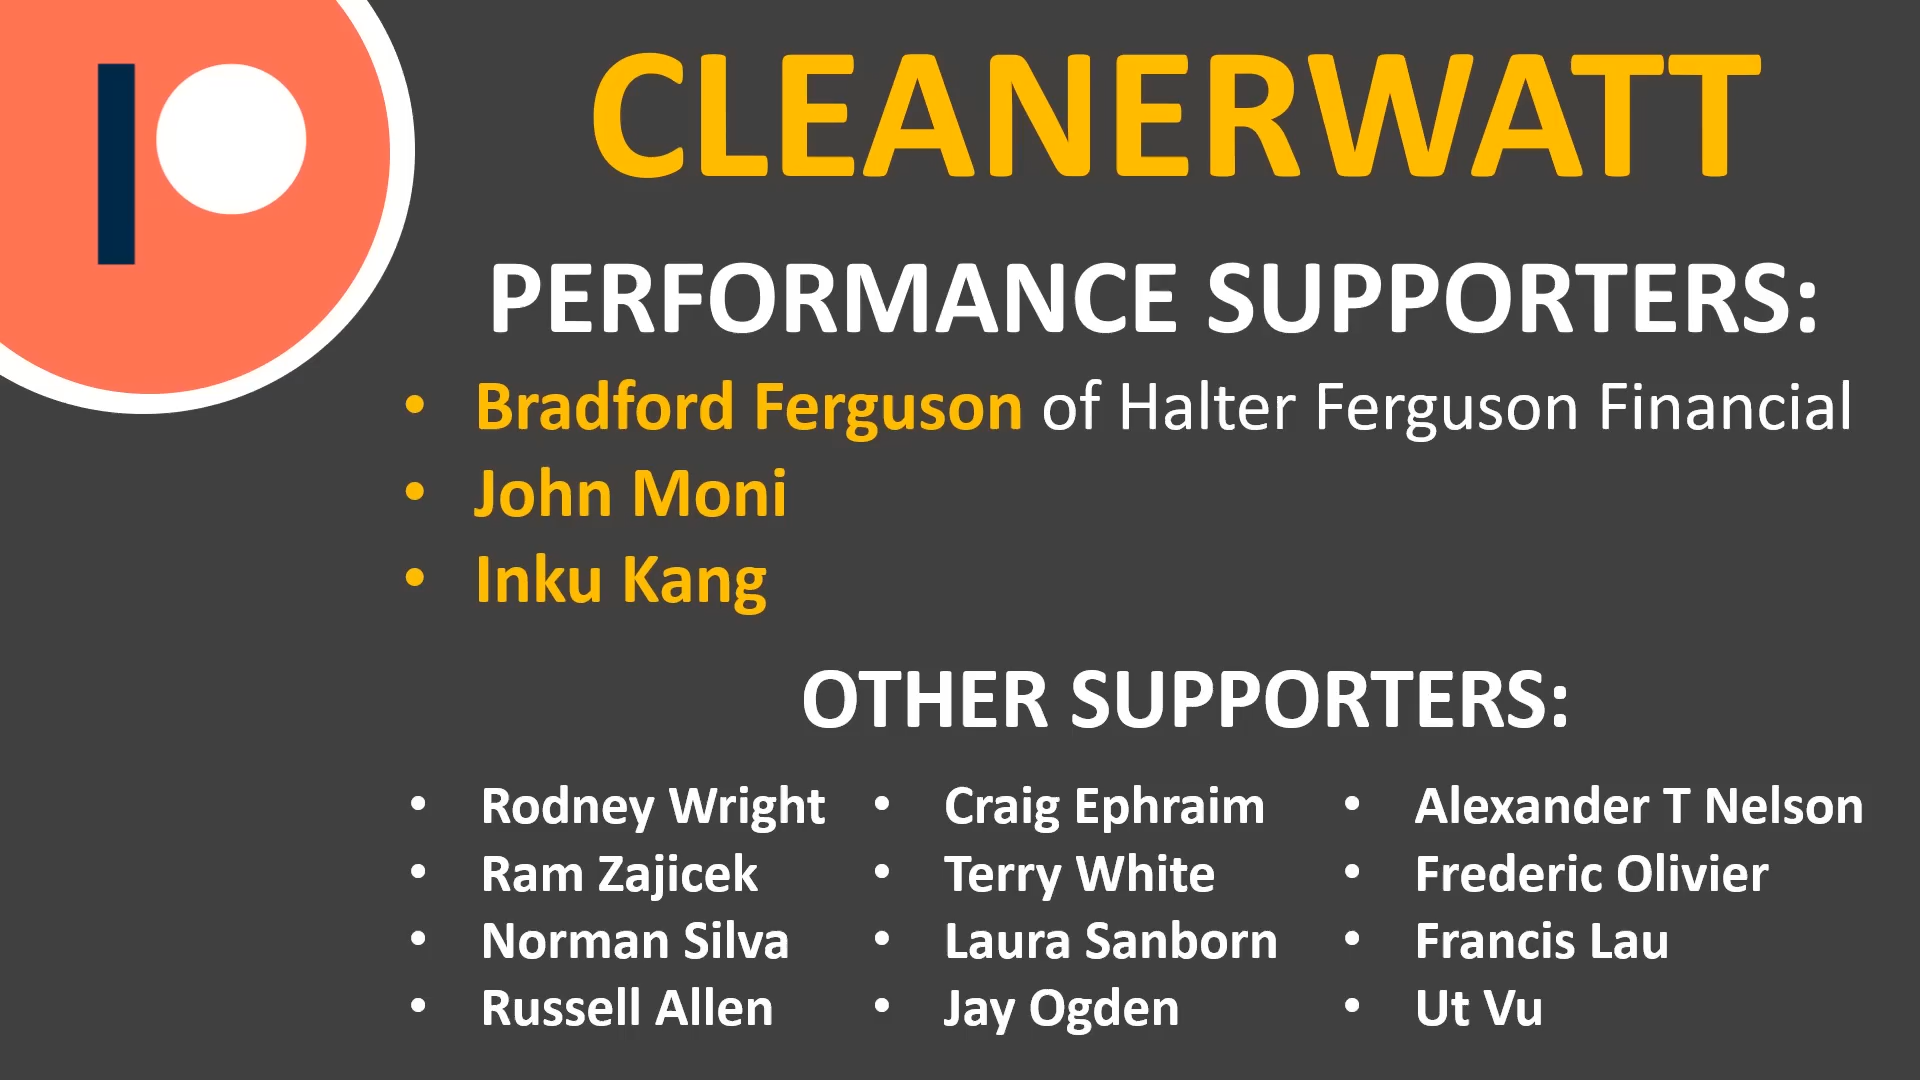 CLEANERWATT
PERFORMANCE SUPPORTERS:
• Bradford Ferguson of Halter Ferguson Financial
• John Moni
• Inku Kang
OTHER SUPPORTERS:
• Rodney Wright
• Ram Zajicek
• Norman Silva
• Russell Allen
• Craig Ephraim
• Terry White
• Laura Sanborn
• Jay Ogden
• Alexander T Nelson
• Frederic Olivier
• Francis Lau
• Ut Vu